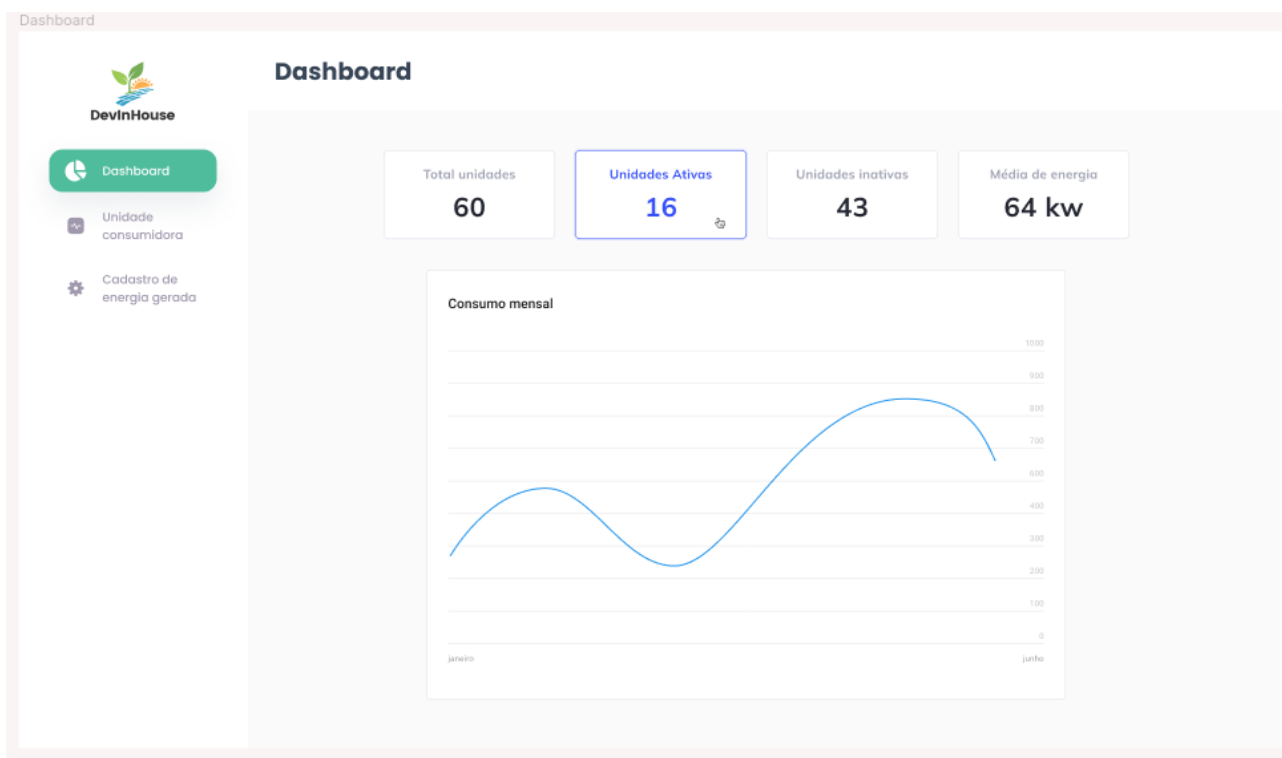 Dashboard
DevInHouse
Dashboard
Dashboard
Unidade
consumidora
Cadastro de
energia gerada
Total unidades
60
Unidades Ativas
16
Unidades inativas
43
Média de energia
64 kw
Consumo mensal
1000
900
800
700
600
400
300
200
100
0
janeiro
junho